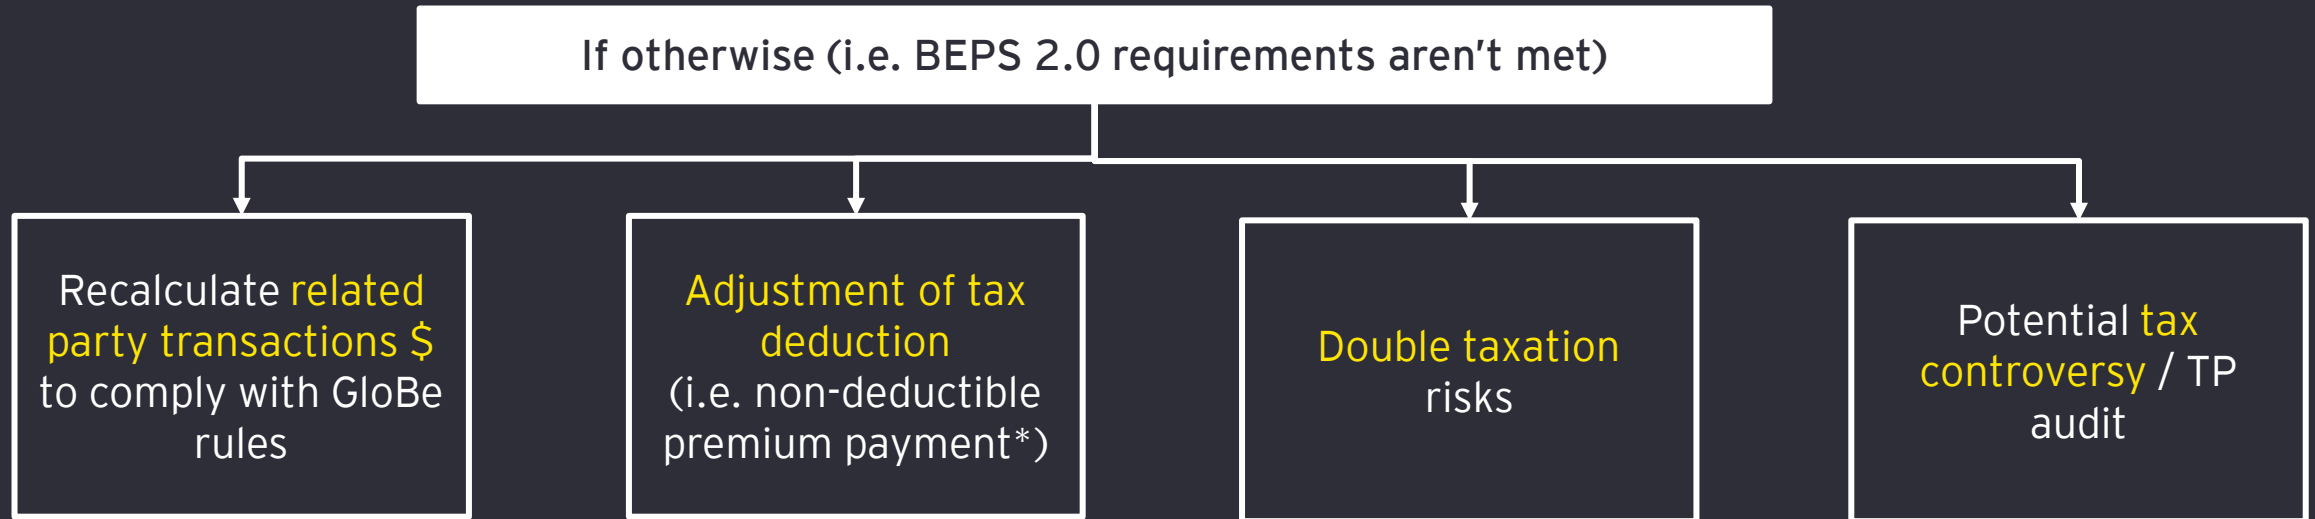 If otherwise (i.e. BEPS 2.0 requirements aren't met)
Recalculate related
party transactions $
to comply with GloBe
rules
Adjustment of tax
deduction
(i.e. non-deductible
premium payment*)
Double taxation
risks
Potential tax
controversy / TP
audit